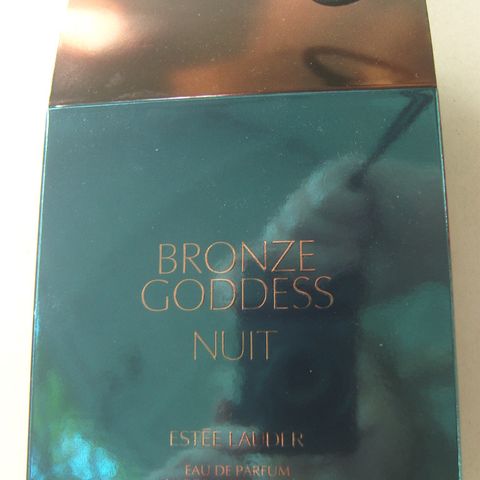 BRONZE
GODDESS
NUIT
ESTĒE LAUDER
EAU DE PARFUM